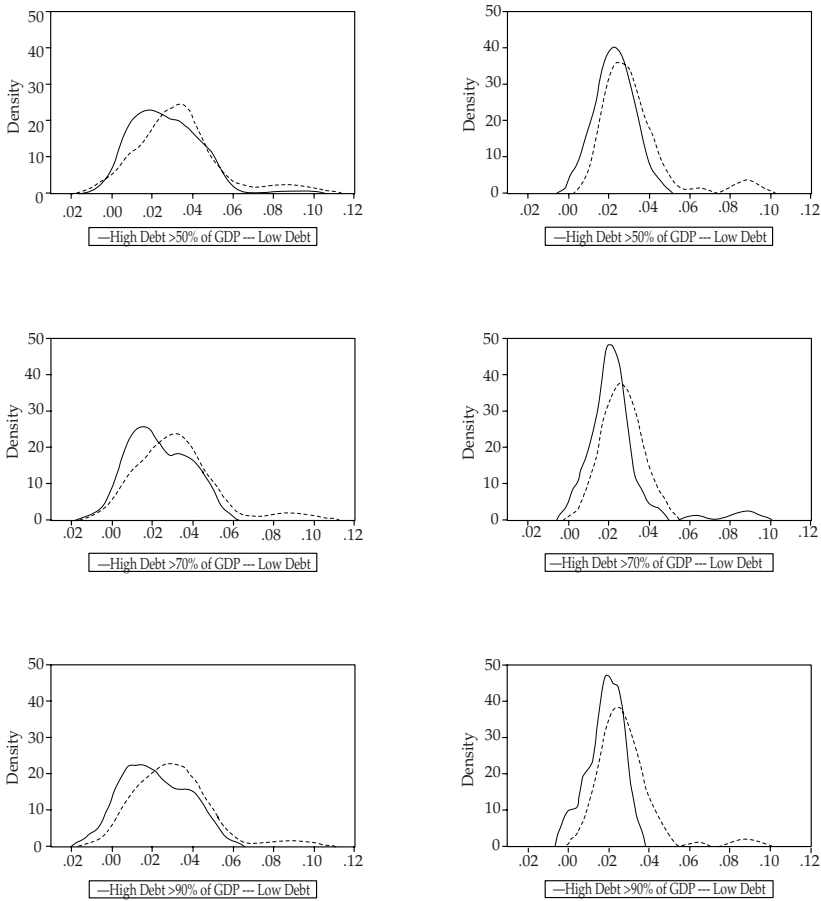 50
40
30
20
10
0
Density
.02 .00 .02 .04 .06 .08 .10 .12
—High Debt >50% of GDP --- Low Debt
50
40
30
20
10
0
Density
.02 .00 .02 .04 .06 .08 .10 .12
—High Debt >50% of GDP --- Low Debt
50
40
30
20
10
0
Density
.02 .00 .02 .04 .06 .08 .10 .12
—High Debt >70% of GDP --- Low Debt
50
40
30
20
10
0
Density
.02 .00 .02 .04 .06 .08 .10 .12
—High Debt >70% of GDP --- Low Debt
50
40
30
20
10
0
Density
.02 .00 .02 .04 .06 .08 .10 .12
—High Debt >90% of GDP --- Low Debt
50
40
30
20
10
0
Density
.02 .00 .02 .04 .06 .08 .10 .12
—High Debt >90% of GDP --- Low Debt